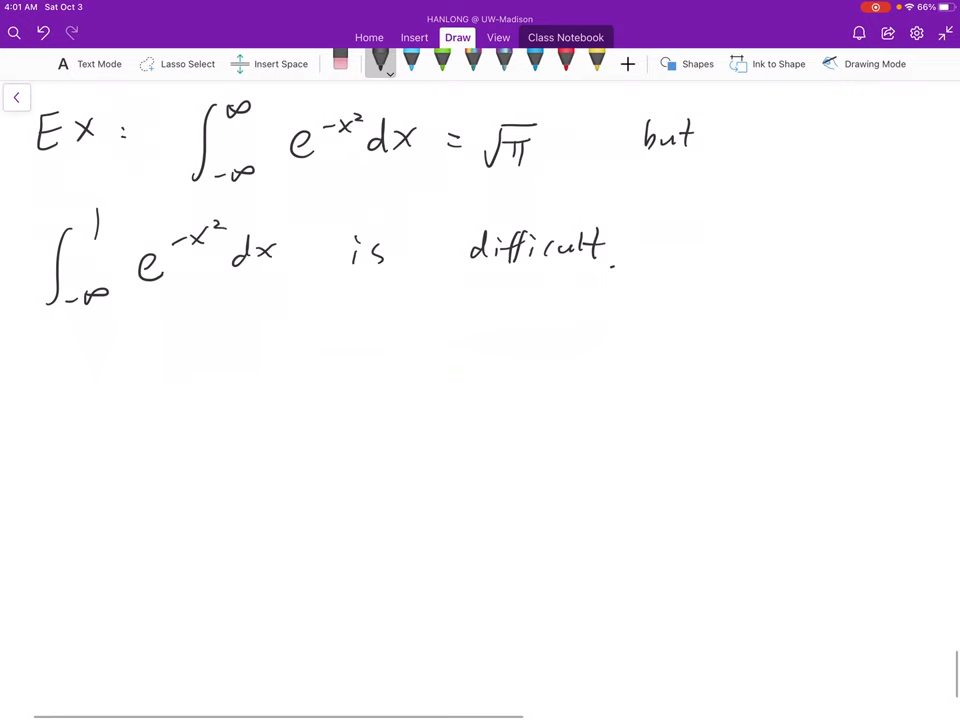 4:01 AM Sat Oct 3
66%
HANLONG @ UW-Madison
Home Insert Draw View Class Notebook
A Text Mode Lasso Select Insert Space Shapes Ink to Shape Drawing Mode
Ex: ∫_{-∞}^{∞} e^{-x²} dx = √π but
∫_{-∞}^{1} e^{-x²} dx is difficult.